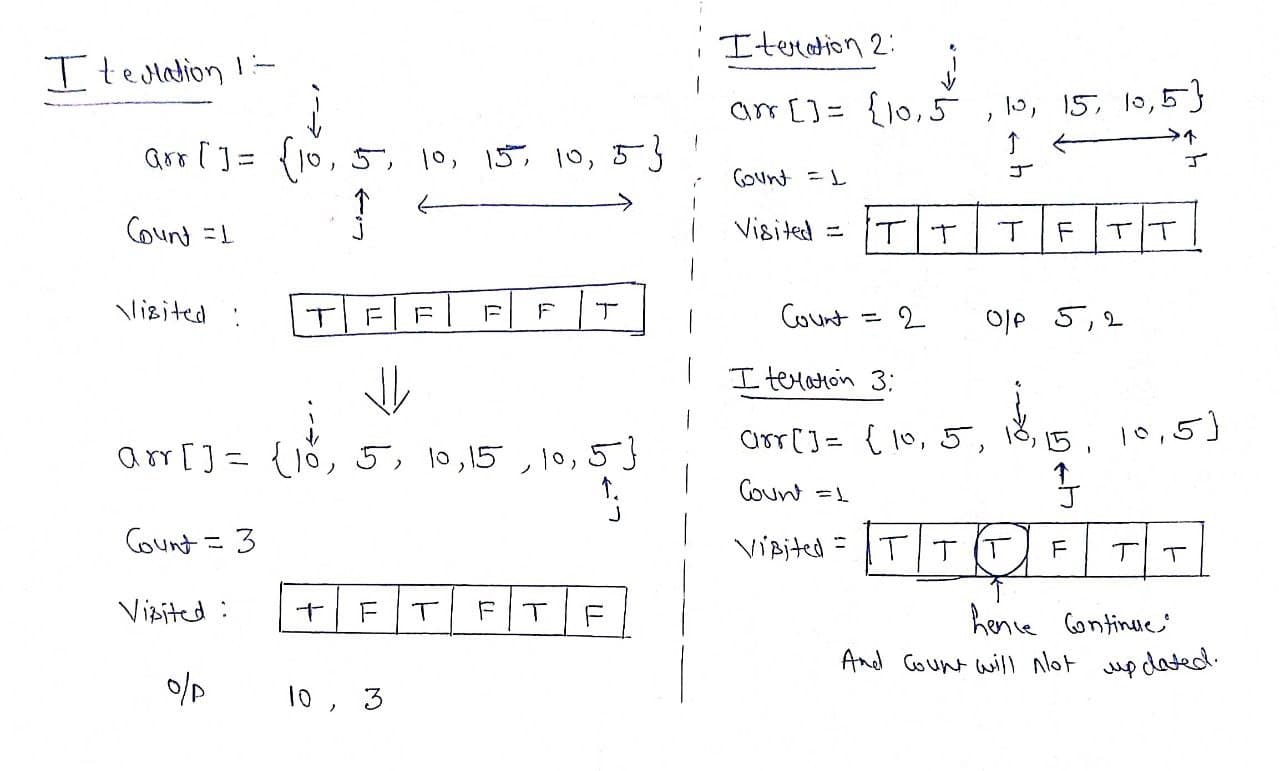 Iteration 1:-
i
arr[]= {10, 5, 10, 15, 10, 5}
j
Count =1
Visited : T F F F F T
i
arr[]= {10, 5, 10,15 ,10, 5}
j
Count = 3
Visited : T F T F T F
o/p 10 , 3
Iteration 2:
i
arr[]= {10,5 , 10, 15, 10,5}
J J
Count =1
Visited = T T T F T T
Count = 2 O/P 5,2
Iteration 3:
i
arr[]= {10, 5, 10, 15, 10,5}
J
Count =1
Visited = T T T F T T
hence Continue;
And Count will Not updated.